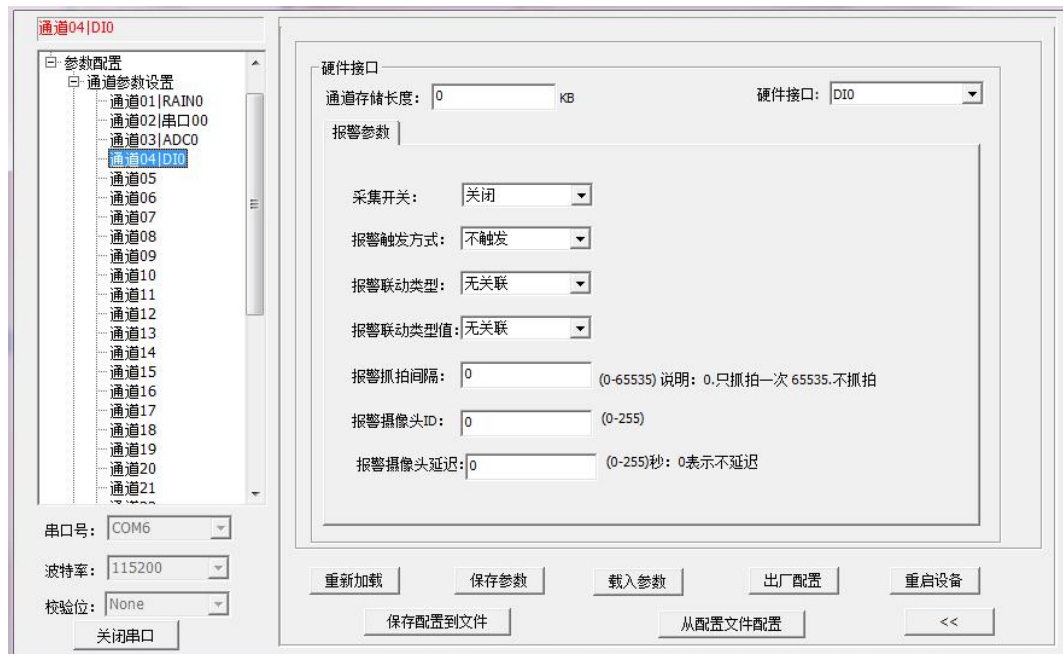 通道04|DI0
参数配置
通道参数设置
通道01|RAIN0
通道02|串口00
通道03|ADC0
通道04|DI0
通道05
通道06
通道07
通道08
通道09
通道10
通道11
通道12
通道13
通道14
通道15
通道16
通道17
通道18
通道19
通道20
通道21
串口号： COM6
波特率： 115200
校验位： None
关闭串口
硬件接口
通道存储长度： 0 KB 硬件接口： DI0
报警参数
采集开关： 关闭
报警触发方式： 不触发
报警联动类型： 无关联
报警联动类型值： 无关联
报警抓拍间隔： 0 (0-65535) 说明：0.只抓拍一次 65535.不抓拍
报警摄像头ID： 0 (0-255)
报警摄像头延迟： 0 (0-255)秒：0表示不延迟
重新加载 保存参数 载入参数 出厂配置 重启设备
保存配置到文件 从配置文件配置 <<